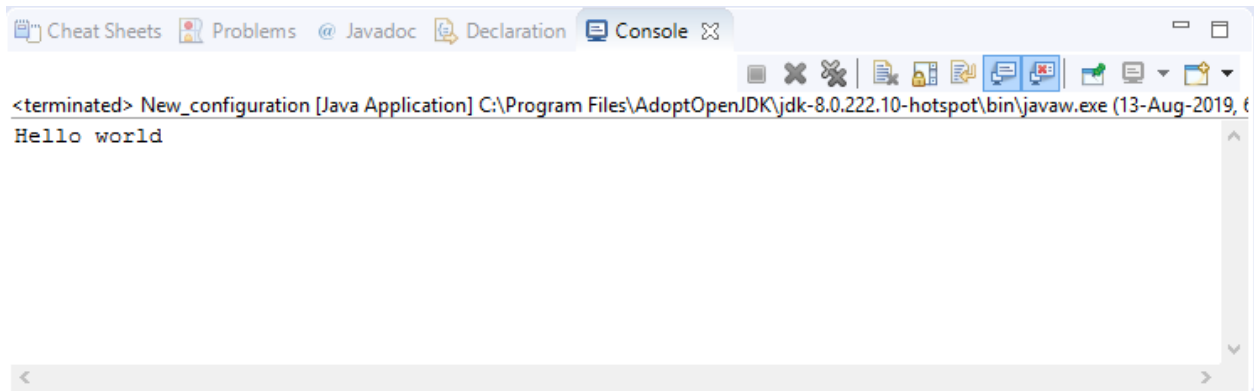 Cheat Sheets Problems @ Javadoc Declaration Console
<terminated> New_configuration [Java Application] C:\Program Files\AdoptOpenJDK\jdk-8.0.222.10-hotspot\bin\javaw.exe (13-Aug-2019, 6
Hello world